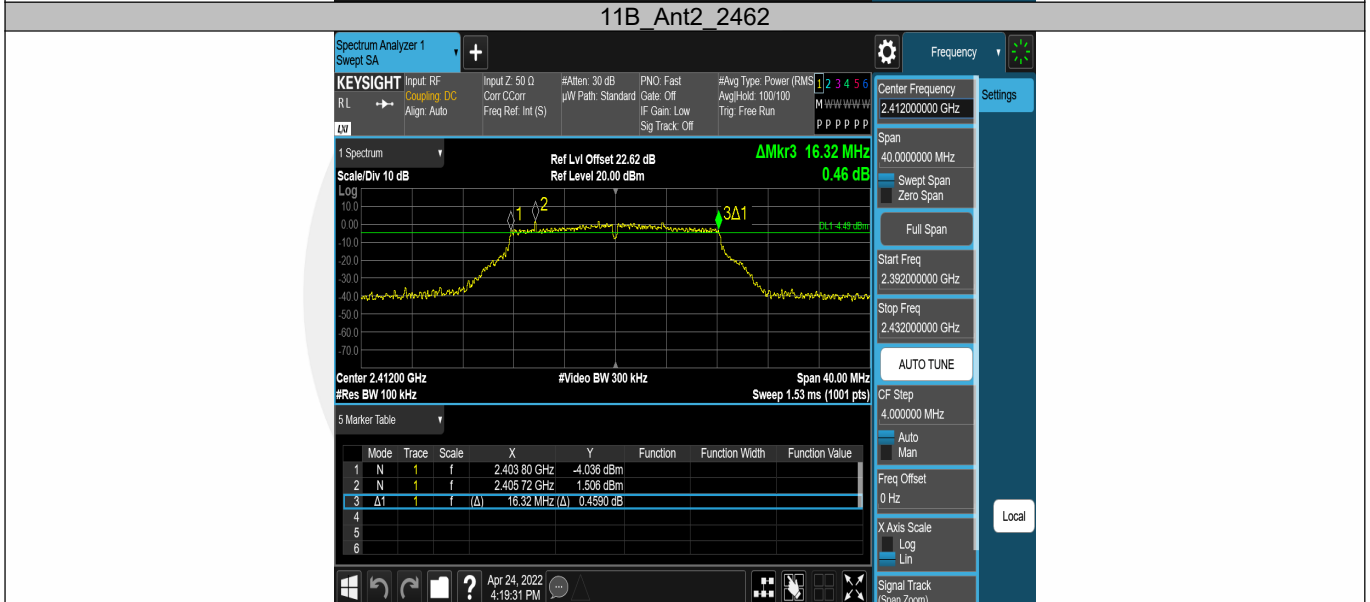 11B_Ant2_2462
Spectrum Analyzer 1
Swept SA
+
Frequency
KEYSIGHT
RL
LXI
Input: RF
Coupling: DC
Align: Auto
Input Z: 50 Ω
Corr CCorr
Freq Ref: Int (S)
#Atten: 30 dB
µW Path: Standard
PNO: Fast
Gate: Off
IF Gain: Low
Sig Track: Off
#Avg Type: Power (RMS
Avg|Hold: 100/100
Trig: Free Run
1 2 3 4 5 6
M W W W W W
P P P P P P
1 Spectrum
Scale/Div 10 dB
Ref Lvl Offset 22.62 dB
Ref Level 20.00 dBm
ΔMkr3 16.32 MHz
0.46 dB
Log
10.0
0.00
-10.0
-20.0
-30.0
-40.0
-50.0
-60.0
-70.0
1
2
3Δ1
DL1 -4.49 dBm
Center 2.41200 GHz
#Video BW 300 kHz
Span 40.00 MHz
#Res BW 100 kHz
Sweep 1.53 ms (1001 pts)
5 Marker Table
Mode Trace Scale X Y Function Function Width Function Value
1 N 1 f 2.403 80 GHz -4.036 dBm
2 N 1 f 2.405 72 GHz 1.506 dBm
3 Δ1 1 f (Δ) 16.32 MHz (Δ) 0.4590 dB
4
5
6
?
Apr 24, 2022
4:19:31 PM
Center Frequency
2.412000000 GHz
Settings
Span
40.0000000 MHz
Swept Span
Zero Span
Full Span
Start Freq
2.392000000 GHz
Stop Freq
2.432000000 GHz
AUTO TUNE
CF Step
4.000000 MHz
Auto
Man
Freq Offset
0 Hz
X Axis Scale
Log
Lin
Local
Signal Track
(Span Zoom)